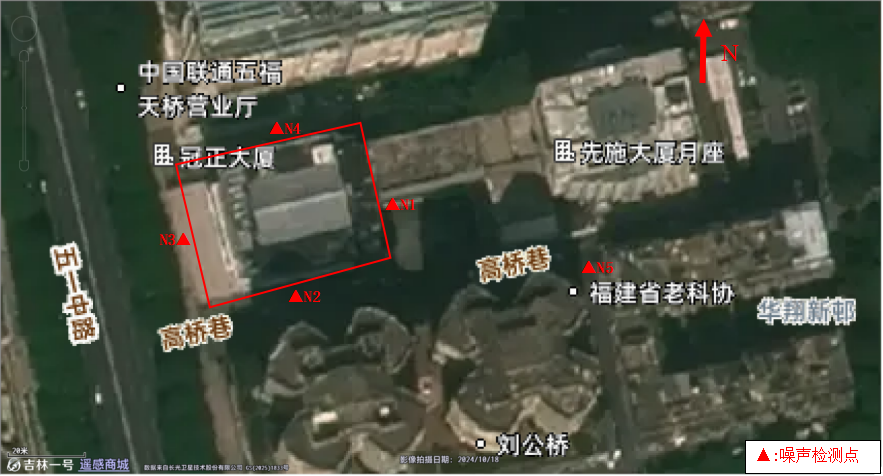 N
中国联通五福
天桥营业厅
N4
冠正大厦
先施大厦月座
N1
N3
五一中路
高桥巷
N5
N2
福建省老科协
华翔新邨
高桥巷
刘公桥
20米
吉林一号 遥感商城
影像拍摄日期：2024/10/18
▲:噪声检测点